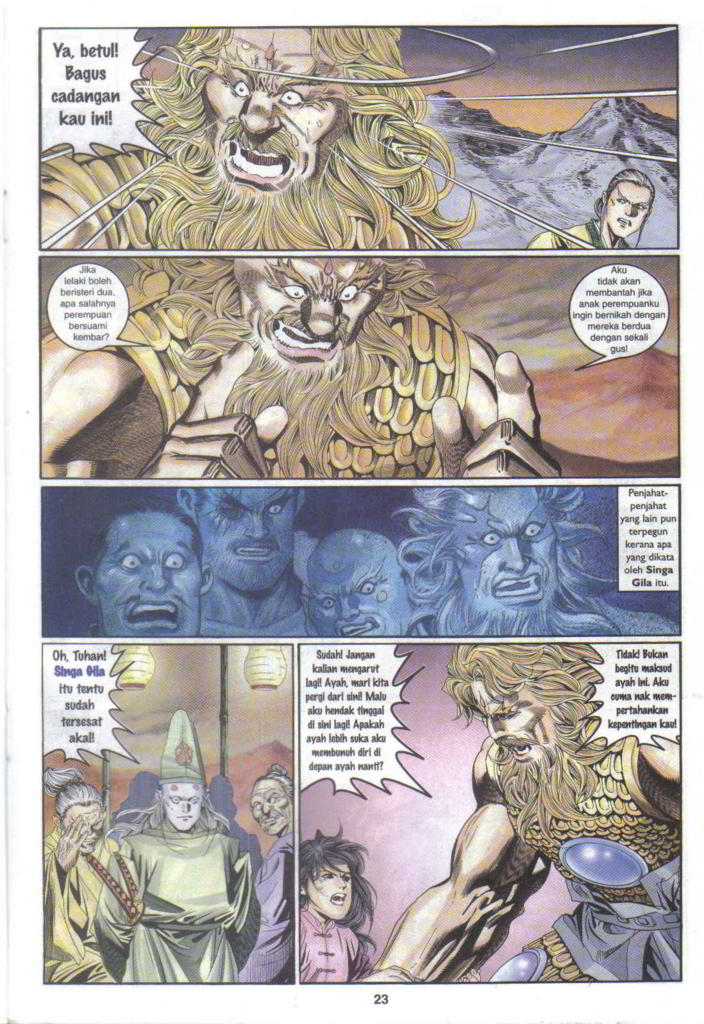 Ya, betul!
Bagus
cadangan
kau ini!
Jika
lelaki boleh
beristeri dua,
apa salahnya
perempuan
bersuami
kembar?
Aku
tidak akan
membantah jika
anak perempuanku
ingin bernikah dengan
mereka berdua
dengan sekali
gus!
Penjahat-
penjahat
yang lain pun
terpegun
kerana apa
yang dikata
oleh Singa
Gila itu.
Oh, Tuhan!
Singa Gila
itu tentu
sudah
tersesat
akal!
Sudah! Jangan
kalian mengarut
lagi! Ayah, mari kita
pergi dari sini! Malu
aku hendak tinggal
di sini lagi! Apakah
ayah lebih suka aku
membunuh diri di
depan ayah nanti?
Tidak! Bukan
begitu maksud
ayah ini. Aku
cuma nak mem-
pertahankan
kepentingan kau!
23